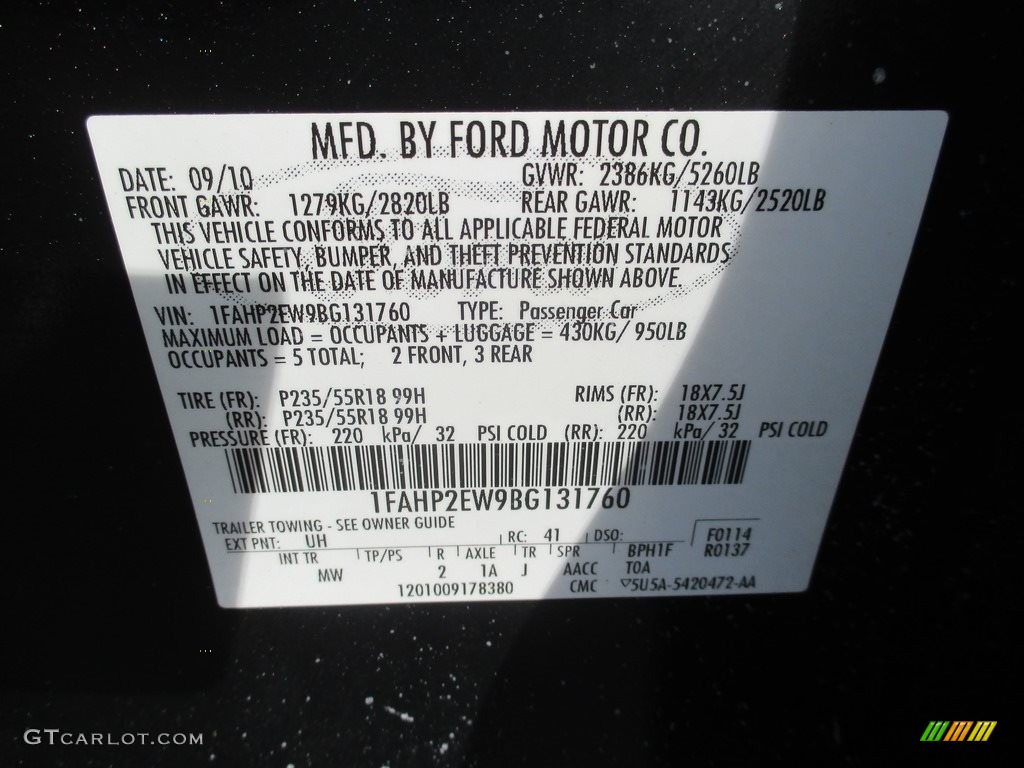 MFD. BY FORD MOTOR CO.
DATE: 09/10 GVWR: 2386KG/5260LB
FRONT GAWR: 1279KG/2820LB REAR GAWR: 1143KG/2520LB
THIS VEHICLE CONFORMS TO ALL APPLICABLE FEDERAL MOTOR
VEHICLE SAFETY, BUMPER, AND THEFT PREVENTION STANDARDS
IN EFFECT ON THE DATE OF MANUFACTURE SHOWN ABOVE.
VIN: 1FAHP2EW9BG131760 TYPE: Passenger Car
MAXIMUM LOAD = OCCUPANTS + LUGGAGE = 430KG/ 950LB
OCCUPANTS = 5 TOTAL; 2 FRONT, 3 REAR
TIRE (FR): P235/55R18 99H RIMS (FR): 18X7.5J
(RR): P235/55R18 99H (RR): 18X7.5J
PRESSURE (FR): 220 kPa/ 32 PSI COLD (RR): 220 kPa/ 32 PSI COLD
1FAHP2EW9BG131760
TRAILER TOWING - SEE OWNER GUIDE
EXT PNT: UH RC: 41 DSO: F0114
INT TR TP/PS R AXLE TR SPR BPH1F R0137
MW 2 1A J AACC TOA
1201009178380 CMC 5U5A-5420472-AA
GTCARLOT.COM